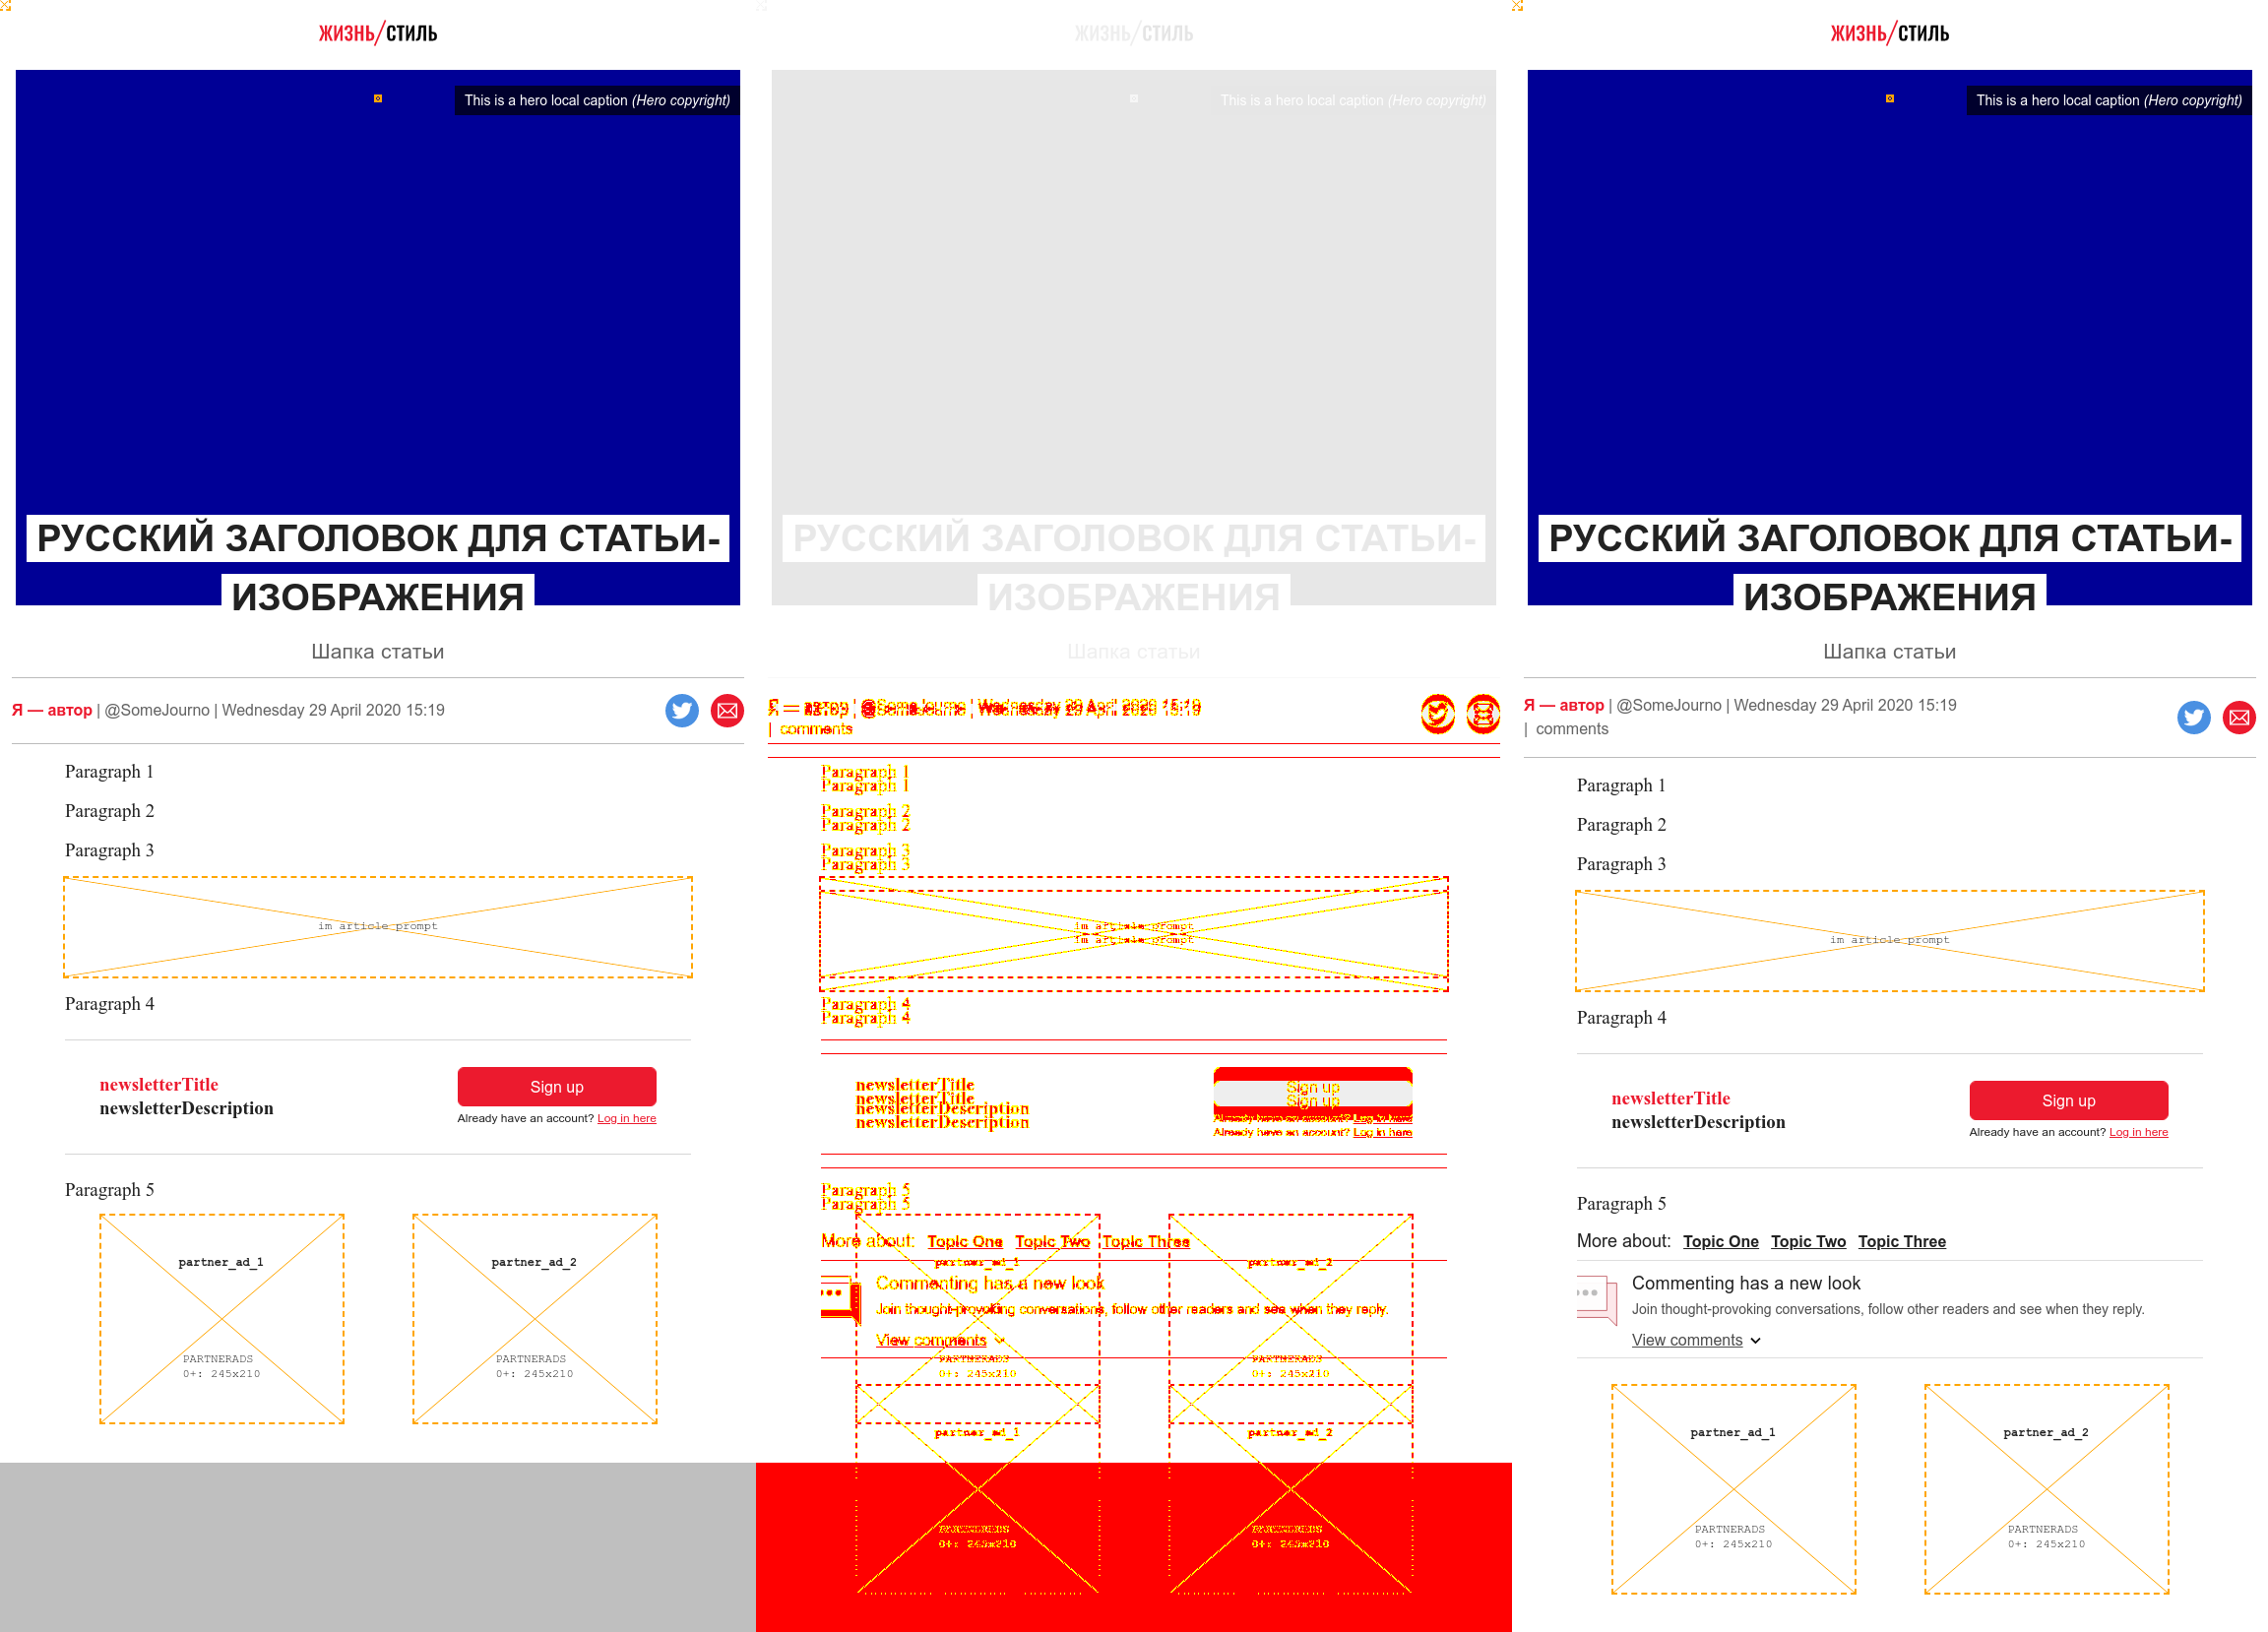 ЖИЗНЬ/СТИЛЬ
This is a hero local caption (Hero copyright)
РУССКИЙ ЗАГОЛОВОК ДЛЯ СТАТЬИ-
ИЗОБРАЖЕНИЯ
Шапка статьи
Я — автор | @SomeJourno | Wednesday 29 April 2020 15:19
Paragraph 1
Paragraph 2
Paragraph 3
im article prompt
Paragraph 4
newsletterTitle
newsletterDescription
Sign up
Already have an account? Log in here
Paragraph 5
partner_ad_1
PARTNERADS
0+: 245x210
partner_ad_2
PARTNERADS
0+: 245x210
ЖИЗНЬ/СТИЛЬ
This is a hero local caption (Hero copyright)
РУССКИЙ ЗАГОЛОВОК ДЛЯ СТАТЬИ-
ИЗОБРАЖЕНИЯ
Шапка статьи
| comments
Paragraph 1
Paragraph 1
Paragraph 2
Paragraph 2
Paragraph 3
Paragraph 3
im article prompt
im article prompt
Paragraph 4
Paragraph 4
newsletterTitle
newsletterTitle
newsletterDescription
newsletterDescription
Sign up
Sign up
Already have an account? Log in here
Already have an account? Log in here
Paragraph 5
Paragraph 5
More about: Topic One Topic Two Topic Three
partner_ad_1
partner_ad_2
Commenting has a new look
Join thought-provoking conversations, follow other readers and see when they reply.
View comments
PARTNERADS
0+: 245x210
PARTNERADS
0+: 245x210
partner_ad_1
partner_ad_2
PARTNERADS
0+: 245x210
PARTNERADS
0+: 245x210
ЖИЗНЬ/СТИЛЬ
This is a hero local caption (Hero copyright)
РУССКИЙ ЗАГОЛОВОК ДЛЯ СТАТЬИ-
ИЗОБРАЖЕНИЯ
Шапка статьи
Я — автор | @SomeJourno | Wednesday 29 April 2020 15:19
| comments
Paragraph 1
Paragraph 2
Paragraph 3
im article prompt
Paragraph 4
newsletterTitle
newsletterDescription
Sign up
Already have an account? Log in here
Paragraph 5
More about: Topic One Topic Two Topic Three
Commenting has a new look
Join thought-provoking conversations, follow other readers and see when they reply.
View comments
partner_ad_1
PARTNERADS
0+: 245x210
partner_ad_2
PARTNERADS
0+: 245x210